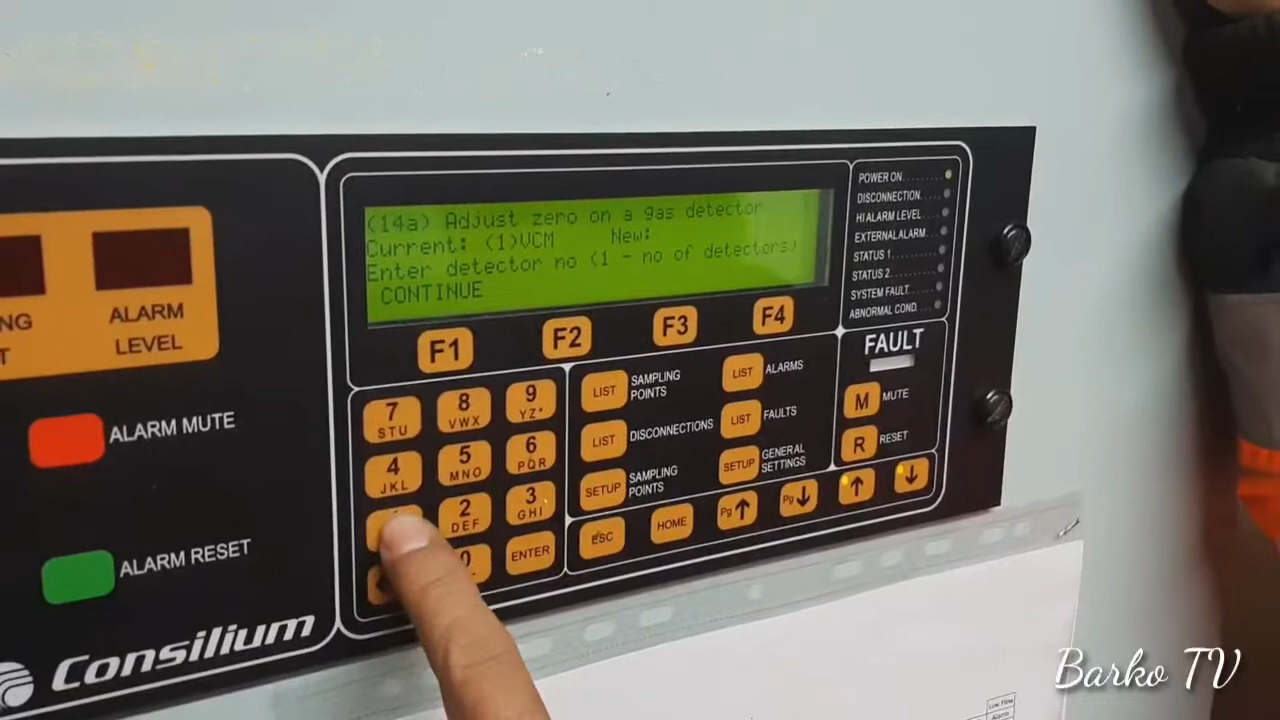 (14a) Adjust zero on a gas detector
Current: (1)VCM New:
Enter detector no (1 - no of detectors)
CONTINUE
F1
F2
F3
F4
POWER ON
DISCONNECTION
HI ALARM LEVEL
EXTERNAL ALARM
STATUS 1
STATUS 2
SYSTEM FAULT
ABNORMAL COND.
FAULT
M MUTE
R RESET
ALARM
LEVEL
ALARM MUTE
ALARM RESET
Consilium
7
STU
8
VWX
9
YZ*
4
JKL
5
MNO
6
PQR
2
DEF
3
GHI
0
ENTER
LIST SAMPLING
POINTS
LIST ALARMS
LIST DISCONNECTIONS
LIST FAULTS
SETUP SAMPLING
POINTS
SETUP GENERAL
SETTINGS
ESC
HOME
Pg↑
Pg↓
↑
↓
Low Flow
Alarm
Barko TV